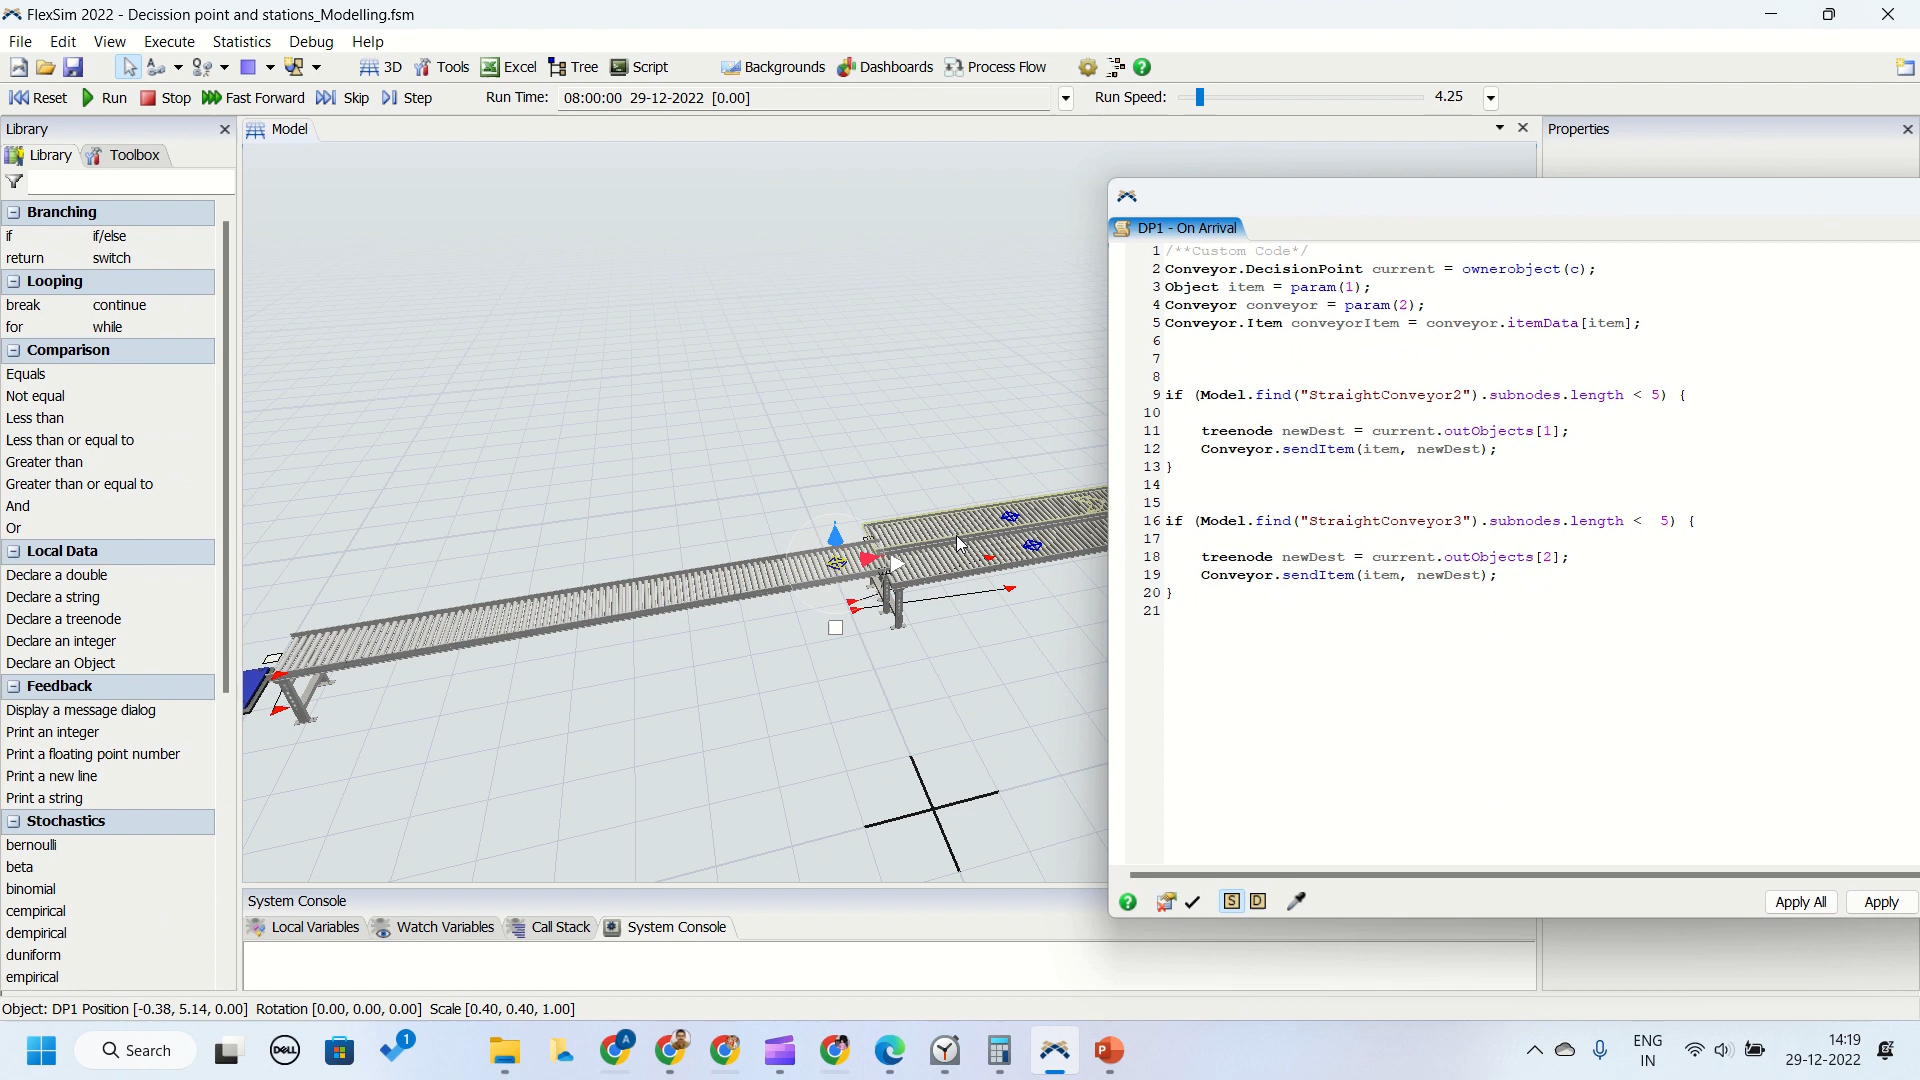 FlexSim 2022 - Decission point and stations_Modelling.fsm
File Edit View Execute Statistics Debug Help
3D Tools Excel Tree Script Backgrounds Dashboards Process Flow
Reset Run Stop Fast Forward Skip Step Run Time: 08:00:00 29-12-2022 [0.00] Run Speed: 4.25
Library
Library Toolbox
Branching
if if/else
return switch
Looping
break continue
for while
Comparison
Equals
Not equal
Less than
Less than or equal to
Greater than
Greater than or equal to
And
Or
Local Data
Declare a double
Declare a string
Declare a treenode
Declare an integer
Declare an Object
Feedback
Display a message dialog
Print an integer
Print a floating point number
Print a new line
Print a string
Stochastics
bernoulli
beta
binomial
cempirical
dempirical
duniform
empirical
Model
Properties
DP1 - On Arrival
1 /**Custom Code*/
2 Conveyor.DecisionPoint current = ownerobject(c);
3 Object item = param(1);
4 Conveyor conveyor = param(2);
5 Conveyor.Item conveyorItem = conveyor.itemData[item];
6
7
8
9 if (Model.find("StraightConveyor2").subnodes.length < 5) {
10
11 treenode newDest = current.outObjects[1];
12 Conveyor.sendItem(item, newDest);
13 }
14
15
16 if (Model.find("StraightConveyor3").subnodes.length < 5) {
17
18 treenode newDest = current.outObjects[2];
19 Conveyor.sendItem(item, newDest);
20 }
21
S D
Apply All Apply
System Console
Local Variables Watch Variables Call Stack System Console
Object: DP1 Position [-0.38, 5.14, 0.00] Rotation [0.00, 0.00, 0.00] Scale [0.40, 0.40, 1.00]
Search
DELL
1
A
ENG
IN
14:19
29-12-2022